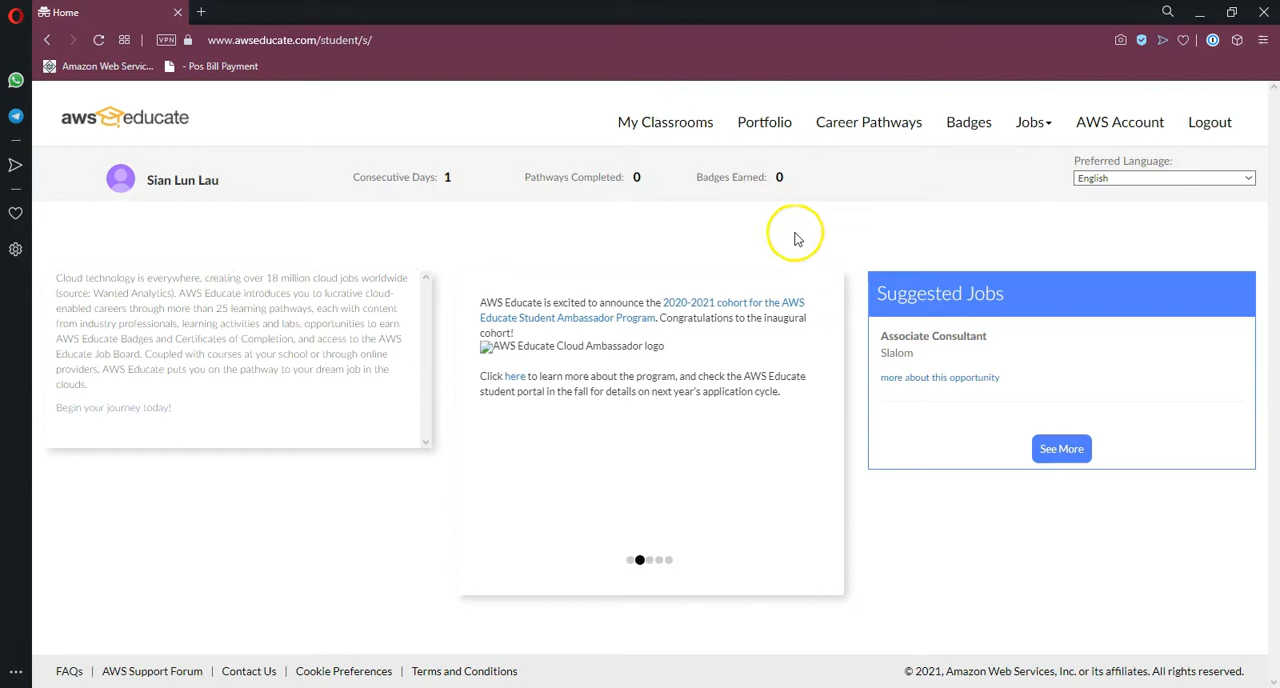 Home
VPN
www.awseducate.com/student/s/
Amazon Web Servic...
- Pos Bill Payment
aws educate
My Classrooms
Portfolio
Career Pathways
Badges
Jobs
AWS Account
Logout
Sian Lun Lau
Consecutive Days: 1
Pathways Completed: 0
Badges Earned: 0
Preferred Language:
English
Cloud technology is everywhere, creating over 18 million cloud jobs worldwide
(source: Wanted Analytics). AWS Educate introduces you to lucrative cloud-
enabled careers through more than 25 learning pathways, each with content
from industry professionals, learning activities and labs, opportunities to earn
AWS Educate Badges and Certificates of Completion, and access to the AWS
Educate Job Board. Coupled with courses at your school or through online
providers, AWS Educate puts you on the pathway to your dream job in the
clouds.
Begin your journey today!
AWS Educate is excited to announce the 2020-2021 cohort for the AWS
Educate Student Ambassador Program. Congratulations to the inaugural
cohort!
AWS Educate Cloud Ambassador logo
Click here to learn more about the program, and check the AWS Educate
student portal in the fall for details on next year's application cycle.
Suggested Jobs
Associate Consultant
Slalom
more about this opportunity
See More
FAQs | AWS Support Forum | Contact Us | Cookie Preferences | Terms and Conditions
© 2021, Amazon Web Services, Inc. or its affiliates. All rights reserved.